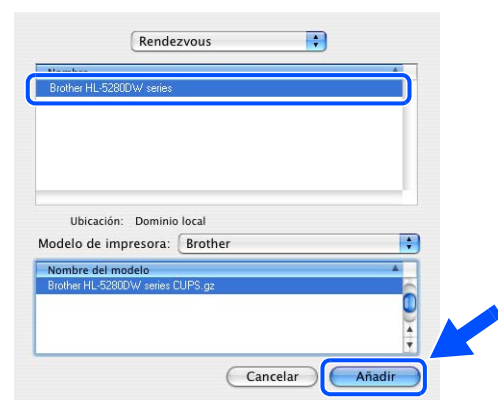 Rendezvous
Nombre
Brother HL-5280DW series
Ubicación: Dominio local
Modelo de impresora: Brother
Nombre del modelo
Brother HL-5280DW series CUPS.gz
Cancelar Añadir